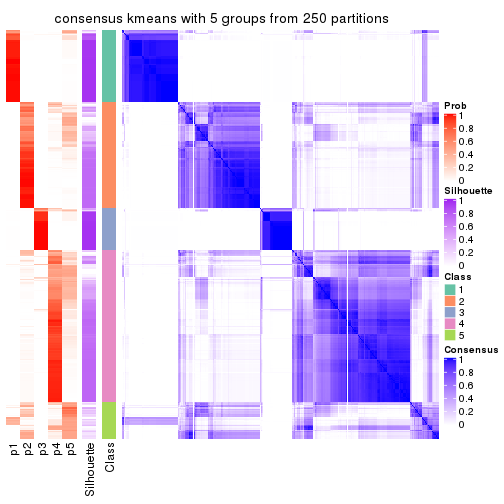 consensus kmeans with 5 groups from 250 partitions
Prob
1
0.8
0.6
0.4
0.2
0
Silhouette
1
0.8
0.6
0.4
0.2
0
Class
1
2
3
4
5
Consensus
1
0.8
0.6
0.4
0.2
0
p1
p2
p3
p4
p5
Silhouette
Class